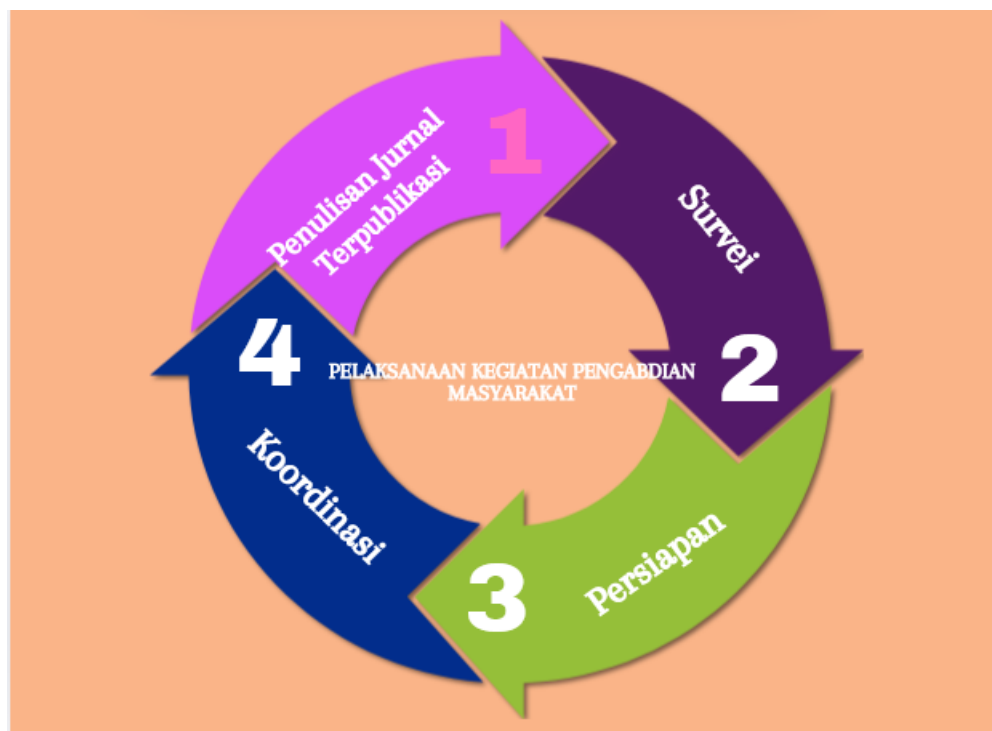 1
Penulisan Jurnal
Terpublikasi
Survei
2
Persiapan
3
Koordinasi
4
PELAKSANAAN KEGIATAN PENGABDIAN
MASYARAKAT